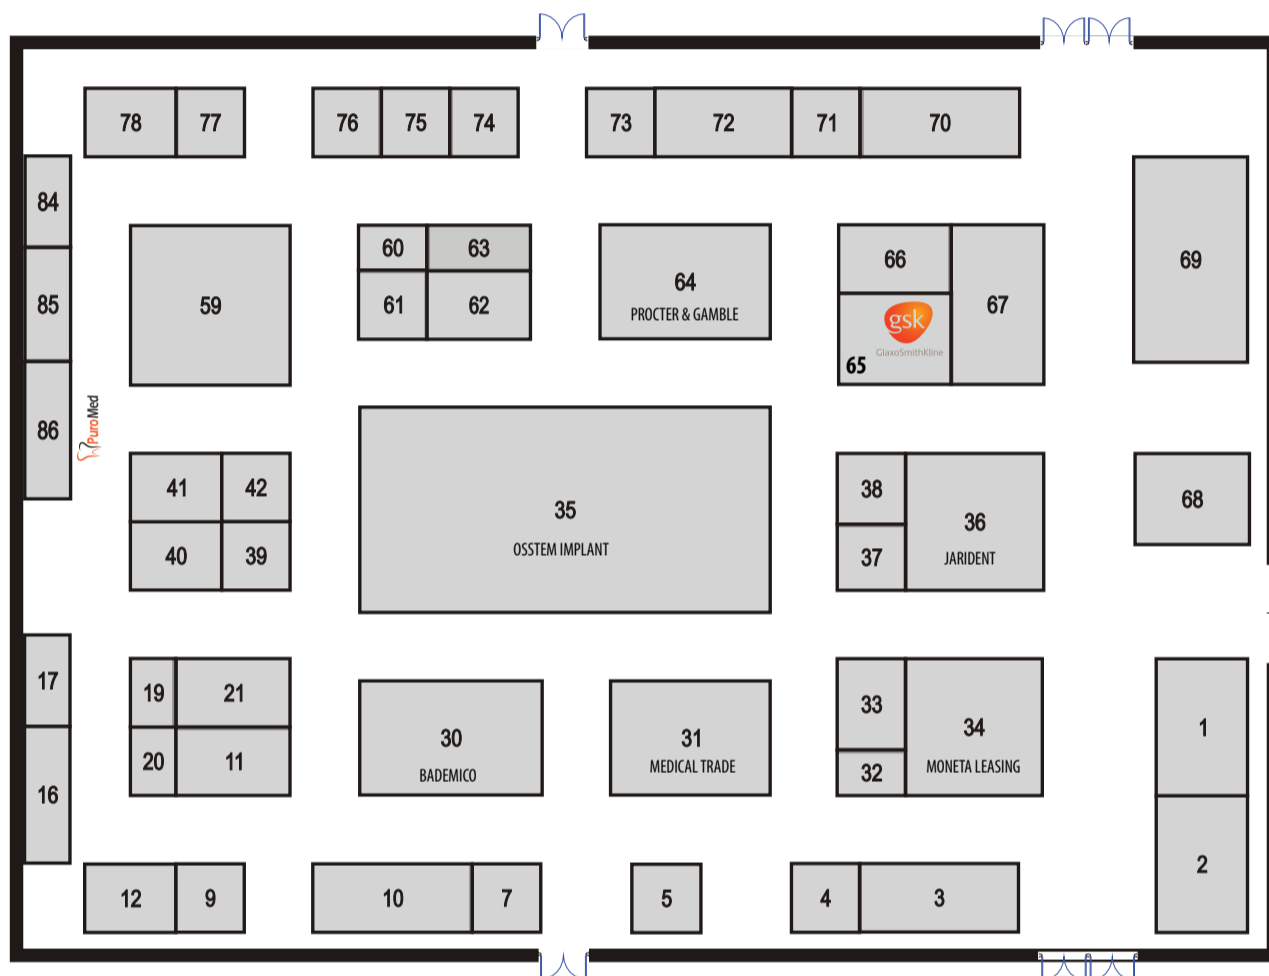 78 77 76 75 74 73 72 71 70
84
60 63
66
69
85
59
61 62
64
PROCTER & GAMBLE
67
gsk
GlaxoSmithKline
65
86
PuroMed
41 42
38
35
OSSTEM IMPLANT
36
JARIDENT
68
40 39
37
17
19 21
33
30
BADEMICO
31
MEDICAL TRADE
34
MONETA LEASING
1
20 11
32
16
2
12 9 10 7 5 4 3